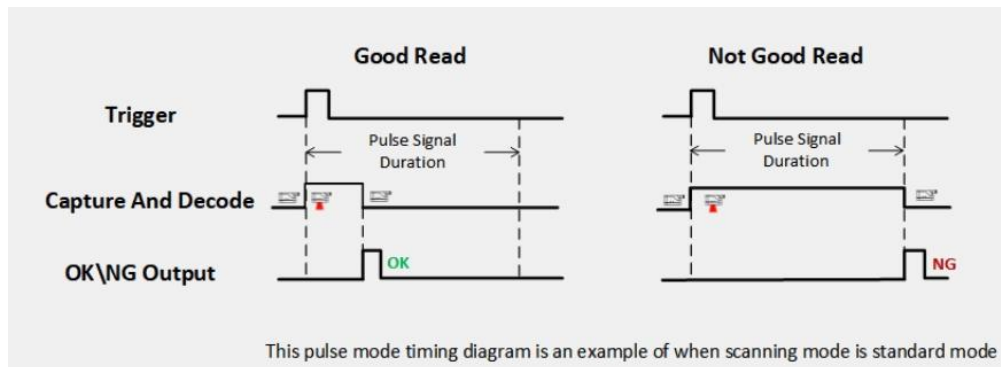 Good Read
Not Good Read
Trigger
Pulse Signal
Duration
Pulse Signal
Duration
Capture And Decode
OK\NG Output
OK
NG
This pulse mode timing diagram is an example of when scanning mode is standard mode